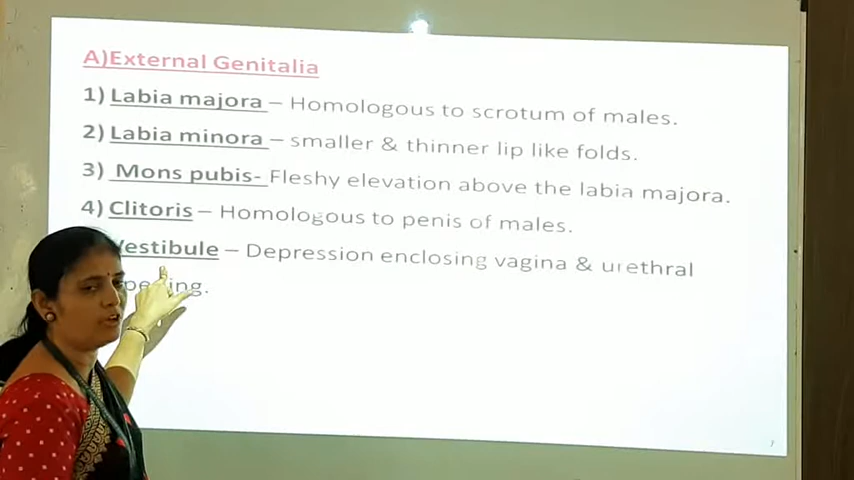 A)External Genitalia
1) Labia majora – Homologous to scrotum of males.
2) Labia minora – smaller & thinner lip like folds.
3) Mons pubis- Fleshy elevation above the labia majora.
4) Clitoris – Homologous to penis of males.
Vestibule – Depression enclosing vagina & urethral
7